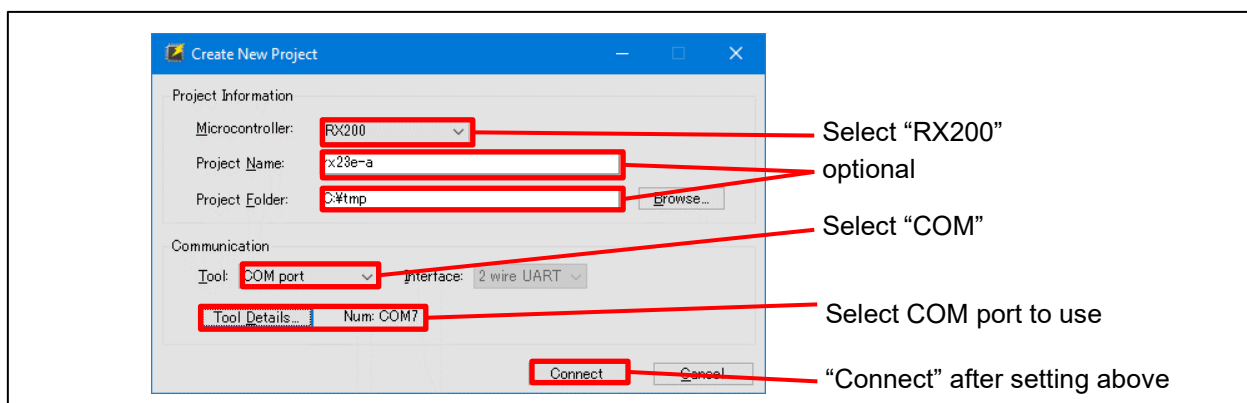 Create New Project
Project Information
Microcontroller: RX200
Select “RX200”
Project Name: rx23e-a
optional
Project Folder: C:¥tmp Browse...
Select “COM”
Communication
Tool: COM port Interface: 2 wire UART
Tool Details... Num: COM7
Select COM port to use
Connect Cancel
“Connect” after setting above